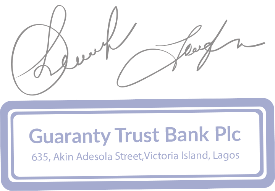 Guaranty Trust Bank Plc
635, Akin Adesola Street,Victoria Island, Lagos